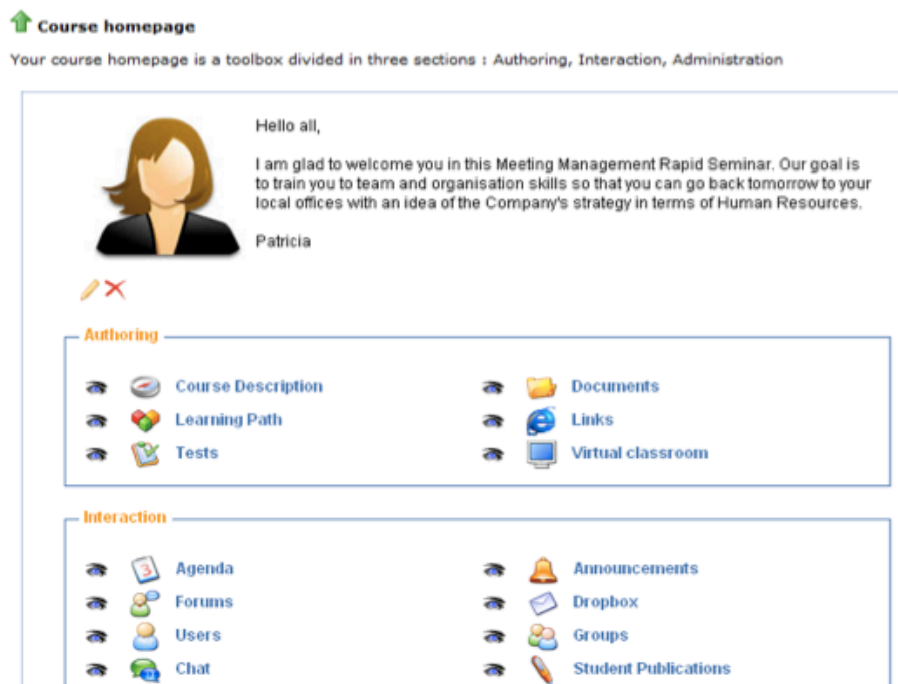 Course homepage
Your course homepage is a toolbox divided in three sections : Authoring, Interaction, Administration
Hello all,
I am glad to welcome you in this Meeting Management Rapid Seminar. Our goal is
to train you to team and organisation skills so that you can go back tomorrow to your
local offices with an idea of the Company's strategy in terms of Human Resources.
Patricia
Authoring
Course Description
Documents
Learning Path
Links
Tests
Virtual classroom
Interaction
3
Agenda
Announcements
Forums
Dropbox
Users
Groups
Chat
Student Publications